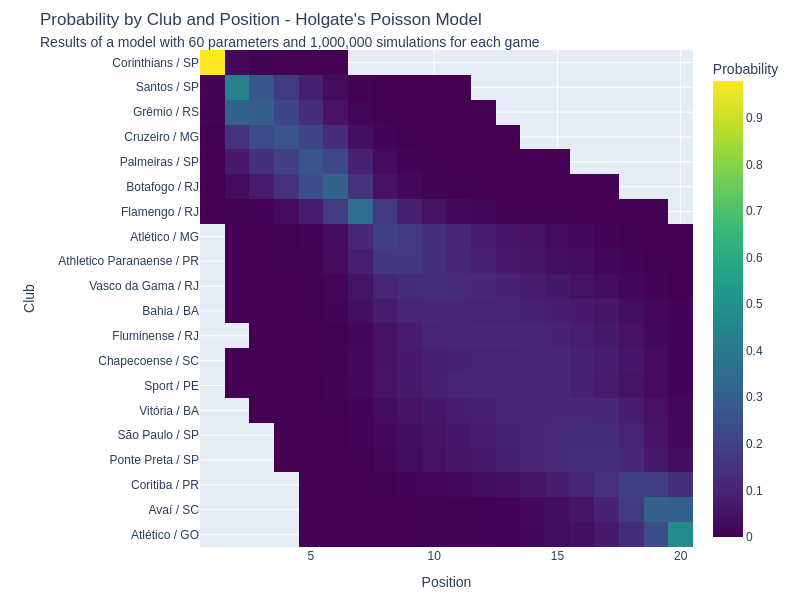 Probability by Club and Position - Holgate's Poisson Model
Results of a model with 60 parameters and 1,000,000 simulations for each game
Probability
Club
Corinthians / SP
Santos / SP
Grêmio / RS
Cruzeiro / MG
Palmeiras / SP
Botafogo / RJ
Flamengo / RJ
Atlético / MG
Athletico Paranaense / PR
Vasco da Gama / RJ
Bahia / BA
Fluminense / RJ
Chapecoense / SC
Sport / PE
Vitória / BA
São Paulo / SP
Ponte Preta / SP
Coritiba / PR
Avaí / SC
Atlético / GO
0.9
0.8
0.7
0.6
0.5
0.4
0.3
0.2
0.1
0
5 10 15 20
Position